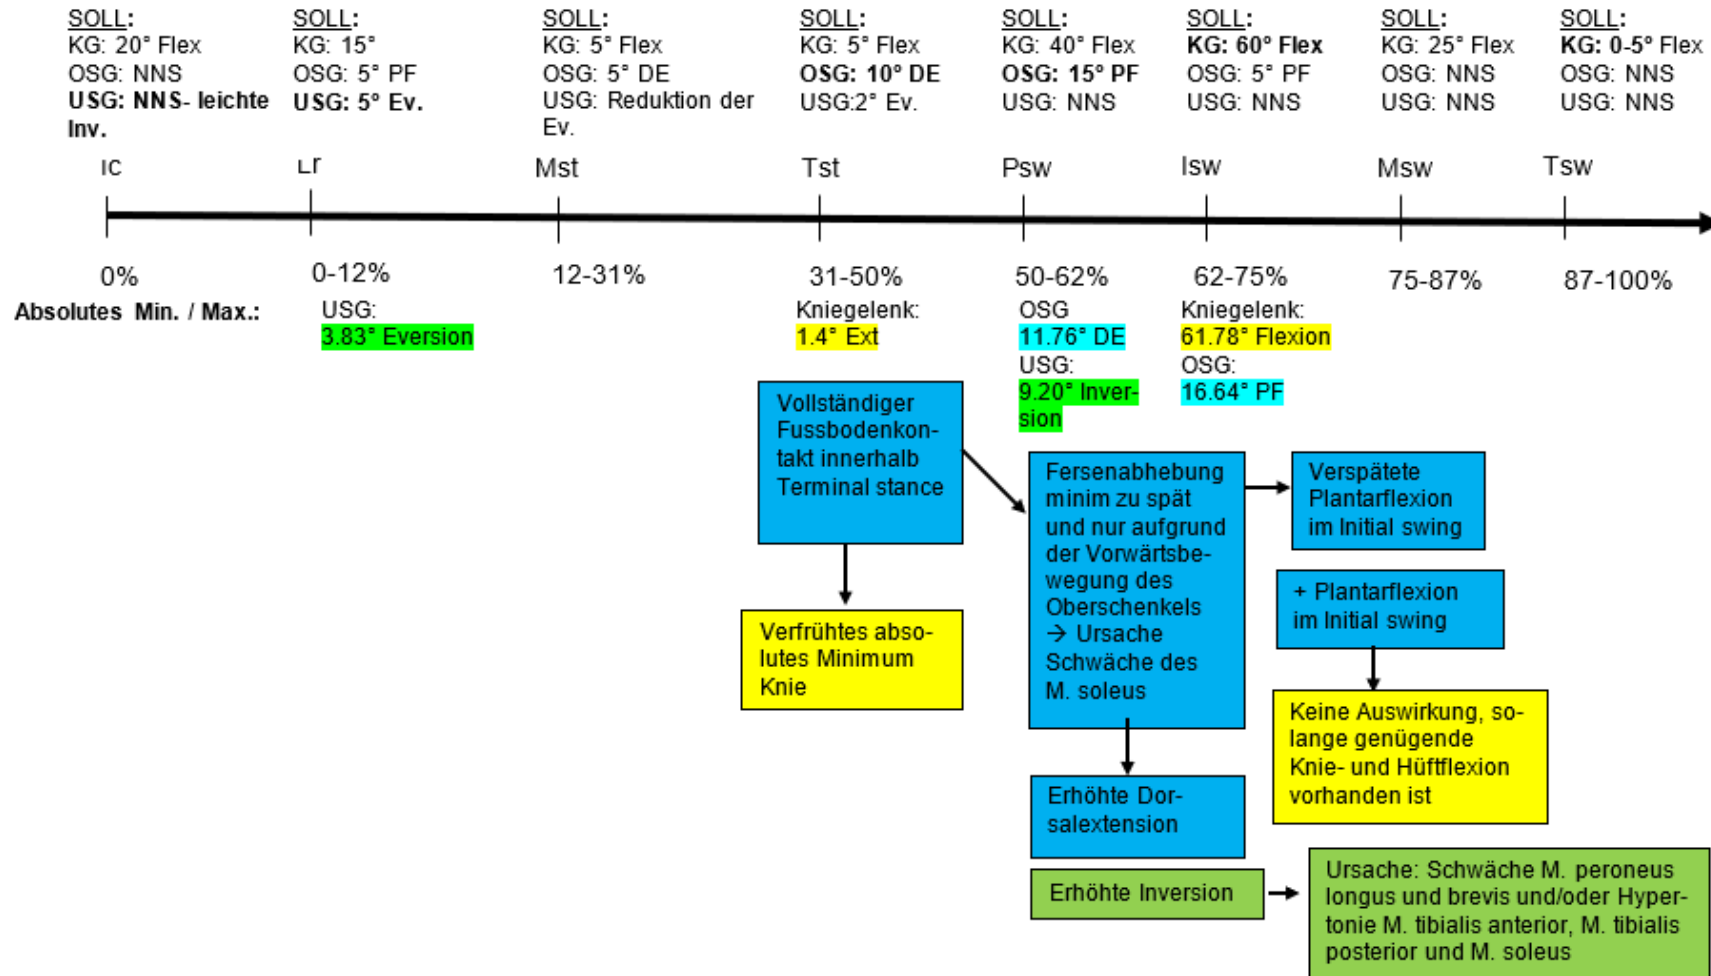 SOLL:
KG: 20° Flex
OSG: NNS
USG: NNS- leichte
Inv.
SOLL:
KG: 15°
OSG: 5° PF
USG: 5° Ev.
SOLL:
KG: 5° Flex
OSG: 5° DE
USG: Reduktion der
Ev.
SOLL:
KG: 5° Flex
OSG: 10° DE
USG:2° Ev.
SOLL:
KG: 40° Flex
OSG: 15° PF
USG: NNS
SOLL:
KG: 60° Flex
OSG: 5° PF
USG: NNS
SOLL:
KG: 25° Flex
OSG: NNS
USG: NNS
SOLL:
KG: 0-5° Flex
OSG: NNS
USG: NNS
Ic
Lr
Mst
Tst
Psw
Isw
Msw
Tsw
0%
0-12%
12-31%
31-50%
50-62%
62-75%
75-87%
87-100%
Absolutes Min. / Max.:
USG:
3.83° Eversion
Kniegelenk:
1.4° Ext
OSG
11.76° DE
USG:
9.20° Inver-
sion
Kniegelenk:
61.78° Flexion
OSG:
16.64° PF
Vollständiger
Fussbodenkon-
takt innerhalb
Terminal stance
Verfrühtes abso-
lutes Minimum
Knie
Fersenabhebung
minim zu spät
und nur aufgrund
der Vorwärtsbe-
wegung des
Oberschenkels
→ Ursache
Schwäche des
M. soleus
Verspätete
Plantarflexion
im Initial swing
+ Plantarflexion
im Initial swing
Keine Auswirkung, so-
lange genügende
Knie- und Hüftflexion
vorhanden ist
Erhöhte Dor-
salextension
Erhöhte Inversion
Ursache: Schwäche M. peroneus
longus und brevis und/oder Hyper-
tonie M. tibialis anterior, M. tibialis
posterior und M. soleus